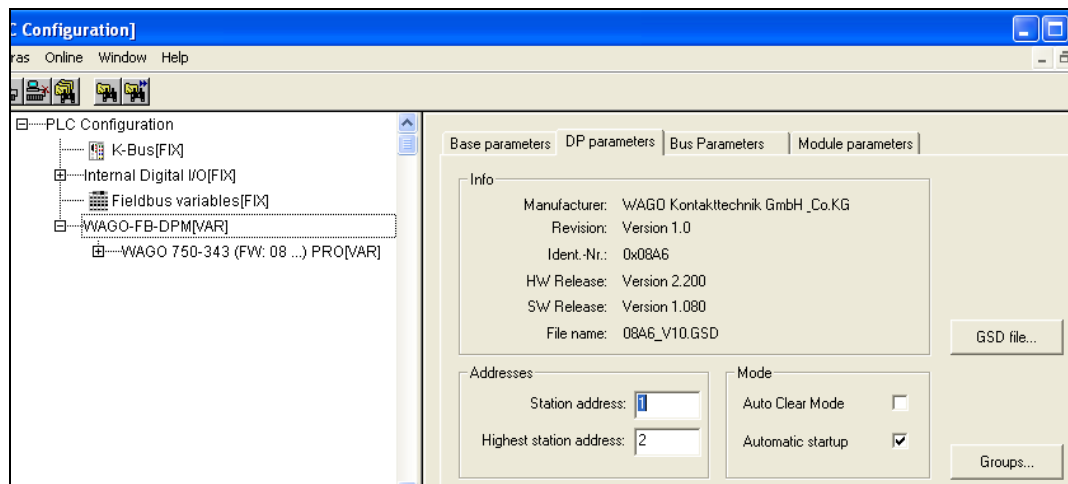 C Configuration]
ras Online Window Help
PLC Configuration
K-Bus[FIX]
Internal Digital I/O[FIX]
Fieldbus variables[FIX]
WAGO-FB-DPM[VAR]
WAGO 750-343 (FW: 08 ...) PRO[VAR]
Base parameters DP parameters Bus Parameters Module parameters
Info
Manufacturer: WAGO Kontakttechnik GmbH _Co.KG
Revision: Version 1.0
Ident.-Nr.: 0x08A6
HW Release: Version 2.200
SW Release: Version 1.080
File name: 08A6_V10.GSD
GSD file...
Addresses
Station address: 1
Highest station address: 2
Mode
Auto Clear Mode
Automatic startup
Groups...